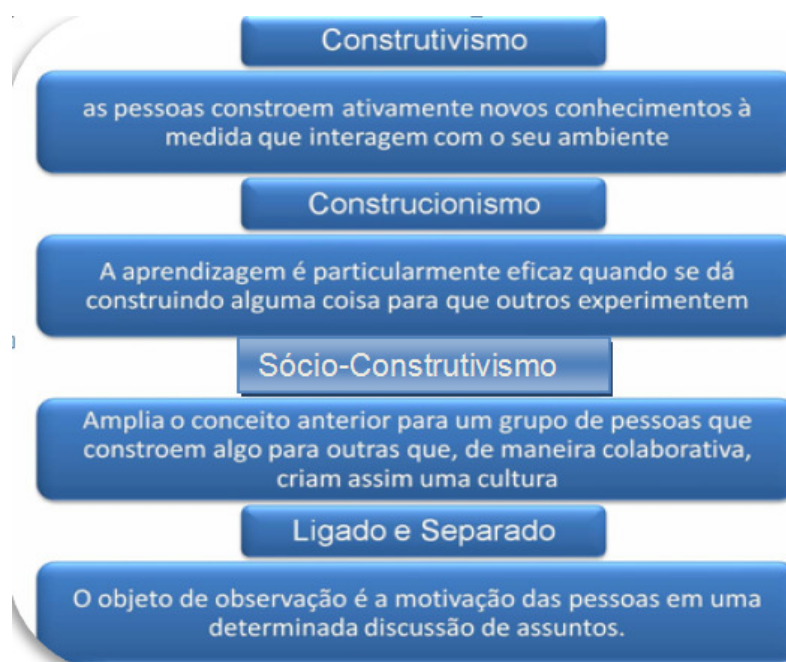 Construtivismo
as pessoas constroem ativamente novos conhecimentos à
medida que interagem com o seu ambiente
Construcionismo
A aprendizagem é particularmente eficaz quando se dá
construindo alguma coisa para que outros experimentem
Sócio-Construtivismo
Amplia o conceito anterior para um grupo de pessoas que
constroem algo para outras que, de maneira colaborativa,
criam assim uma cultura
Ligado e Separado
O objeto de observação é a motivação das pessoas em uma
determinada discussão de assuntos.